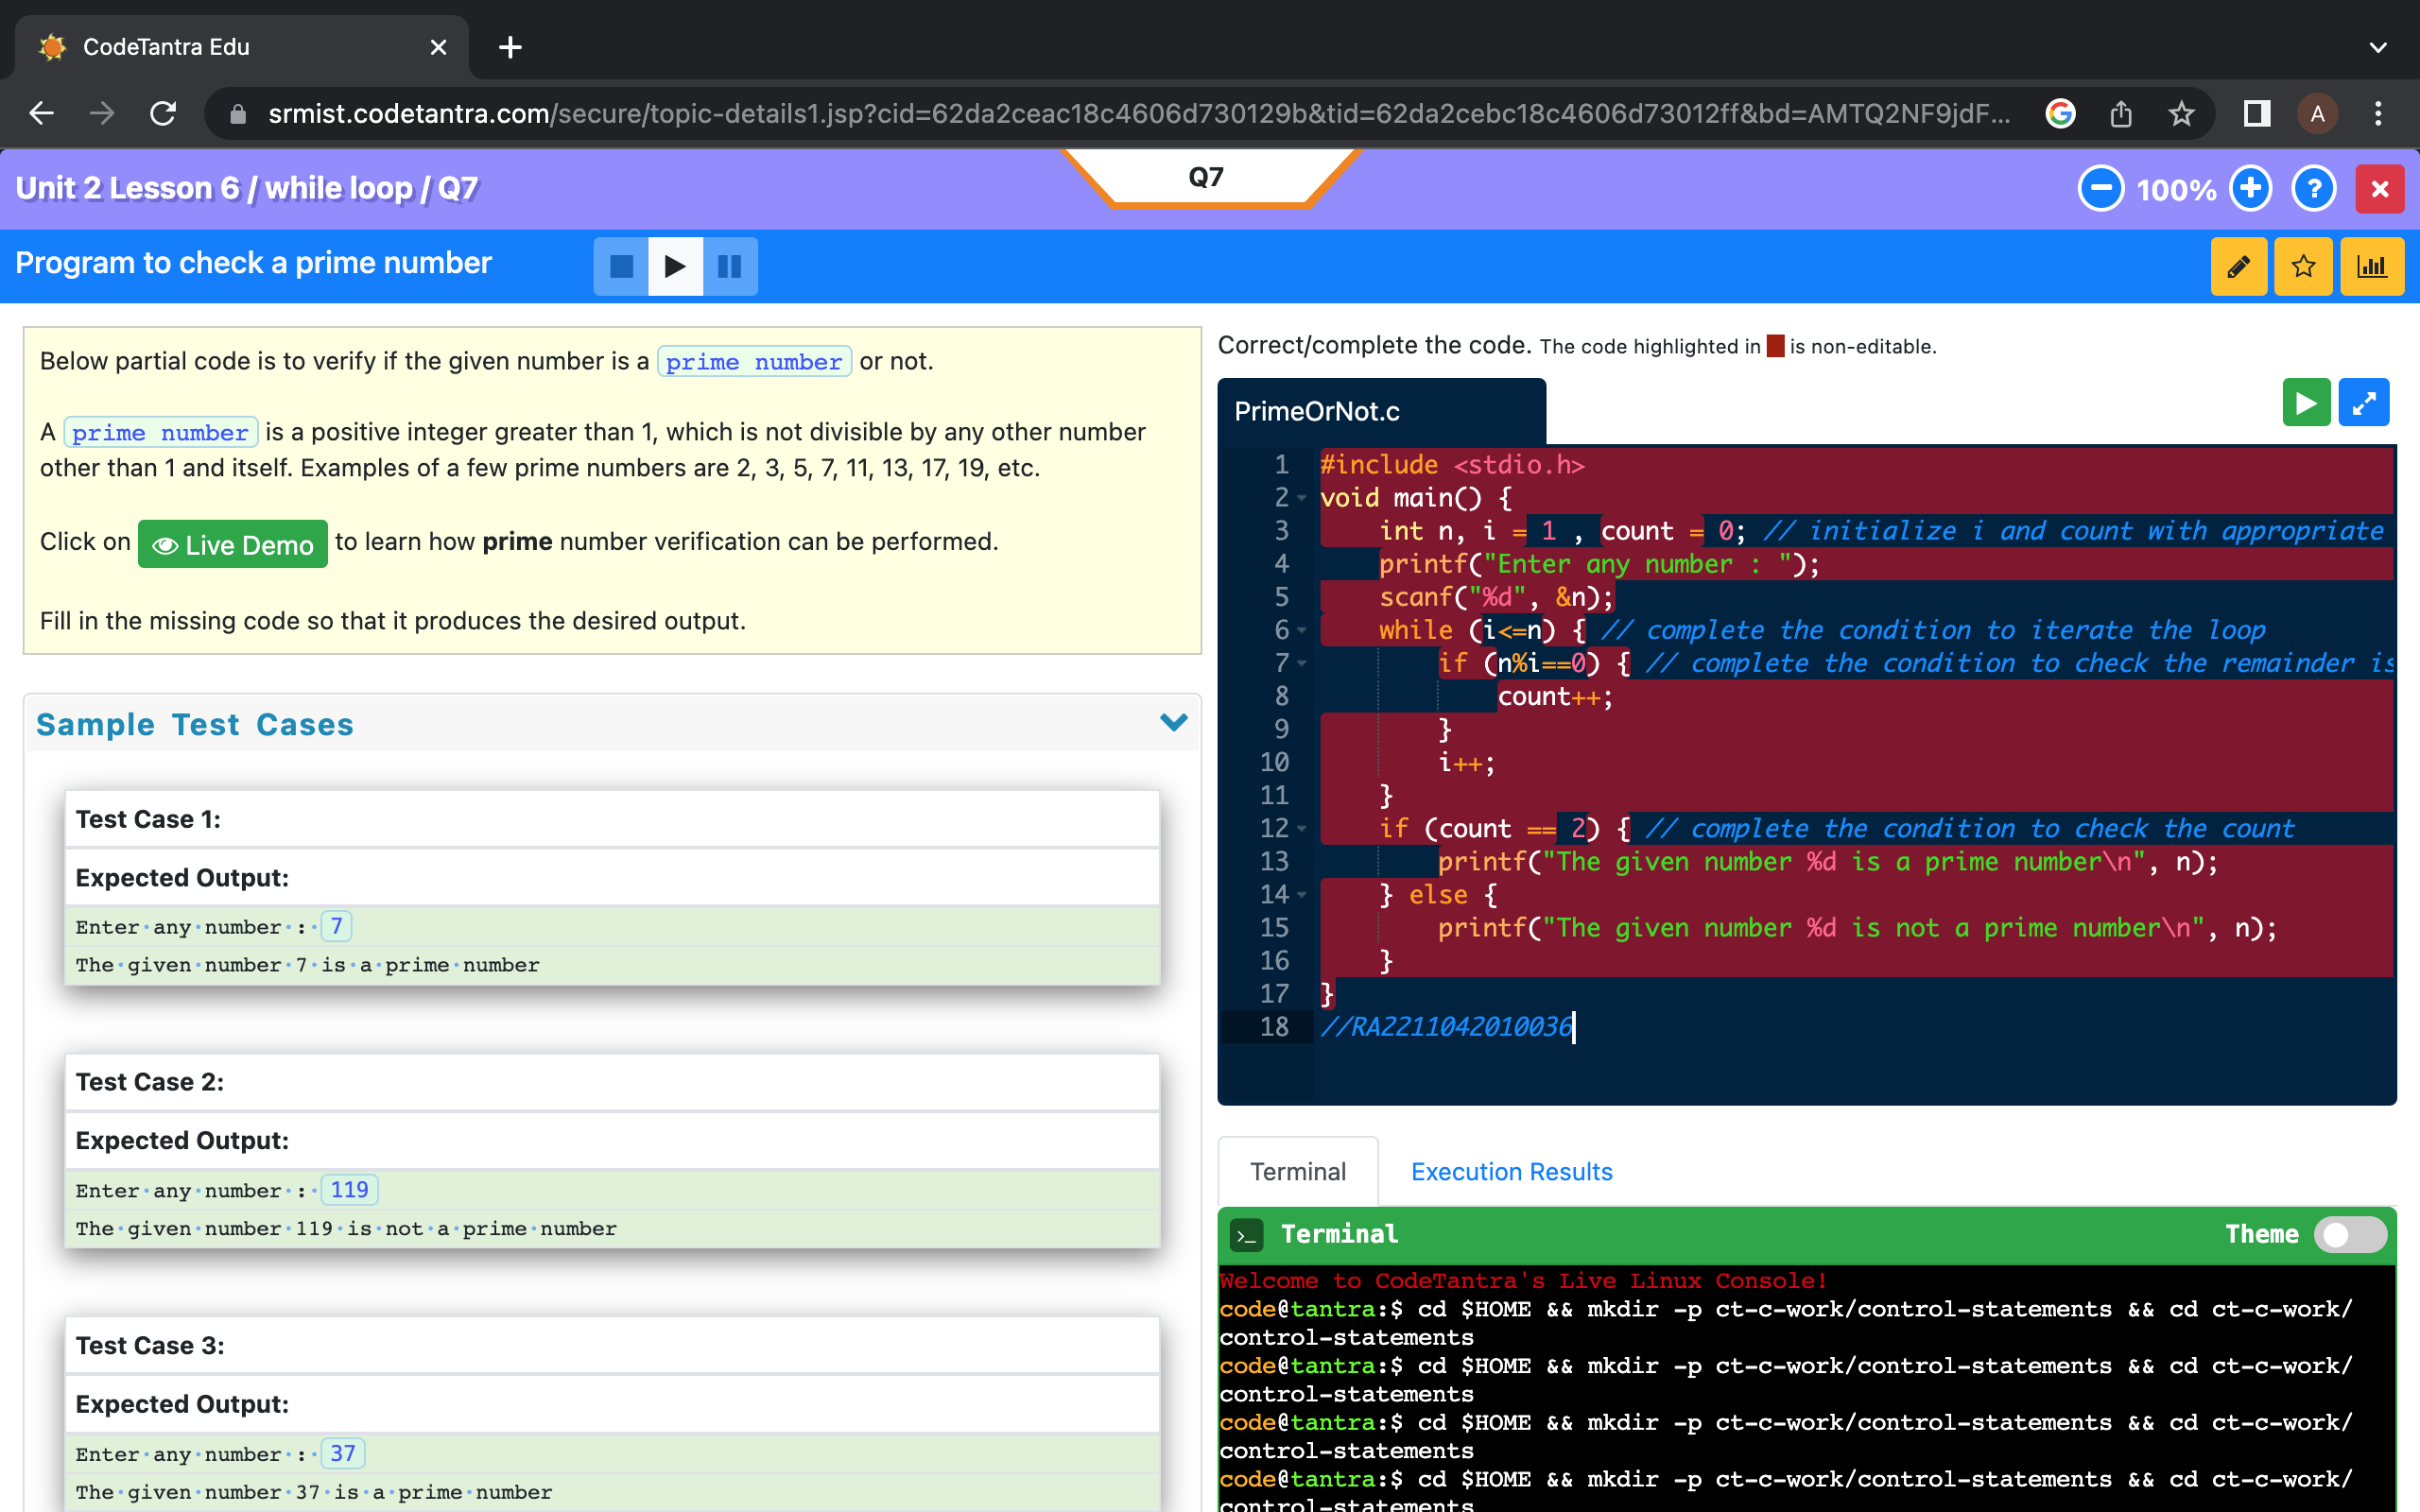 CodeTantra Edu
srmist.codetantra.com/secure/topic-details1.jsp?cid=62da2ceac18c4606d730129b&tid=62da2cebc18c4606d73012ff&bd=AMTQ2NF9jdF...
A
Unit 2 Lesson 6 / while loop / Q7
Q7
100%
Program to check a prime number
Below partial code is to verify if the given number is a prime number or not.
A prime number is a positive integer greater than 1, which is not divisible by any other number
other than 1 and itself. Examples of a few prime numbers are 2, 3, 5, 7, 11, 13, 17, 19, etc.
Click on Live Demo to learn how prime number verification can be performed.
Fill in the missing code so that it produces the desired output.
Sample Test Cases
Test Case 1:
Expected Output:
Enter·any·number·:·7
The·given·number·7·is·a·prime·number
Test Case 2:
Expected Output:
Enter·any·number·:·119
The·given·number·119·is·not·a·prime·number
Test Case 3:
Expected Output:
Enter·any·number·:·37
The·given·number·37·is·a·prime·number
Correct/complete the code. The code highlighted in is non-editable.
PrimeOrNot.c
1 #include <stdio.h>
2 void main() {
3 int n, i = 1 , count = 0; // initialize i and count with appropriate
4 printf("Enter any number : ");
5 scanf("%d", &n);
6 while (i<=n) { // complete the condition to iterate the loop
7 if (n%i==0) { // complete the condition to check the remainder is
8 count++;
9 }
10 i++;
11 }
12 if (count == 2) { // complete the condition to check the count
13 printf("The given number %d is a prime number\n", n);
14 } else {
15 printf("The given number %d is not a prime number\n", n);
16 }
17 }
18 //RA2211042010036
Terminal Execution Results
Terminal Theme
Welcome to CodeTantra's Live Linux Console!
code@tantra:$ cd $HOME && mkdir -p ct-c-work/control-statements && cd ct-c-work/
control-statements
code@tantra:$ cd $HOME && mkdir -p ct-c-work/control-statements && cd ct-c-work/
control-statements
code@tantra:$ cd $HOME && mkdir -p ct-c-work/control-statements && cd ct-c-work/
control-statements
code@tantra:$ cd $HOME && mkdir -p ct-c-work/control-statements && cd ct-c-work/
control-statements